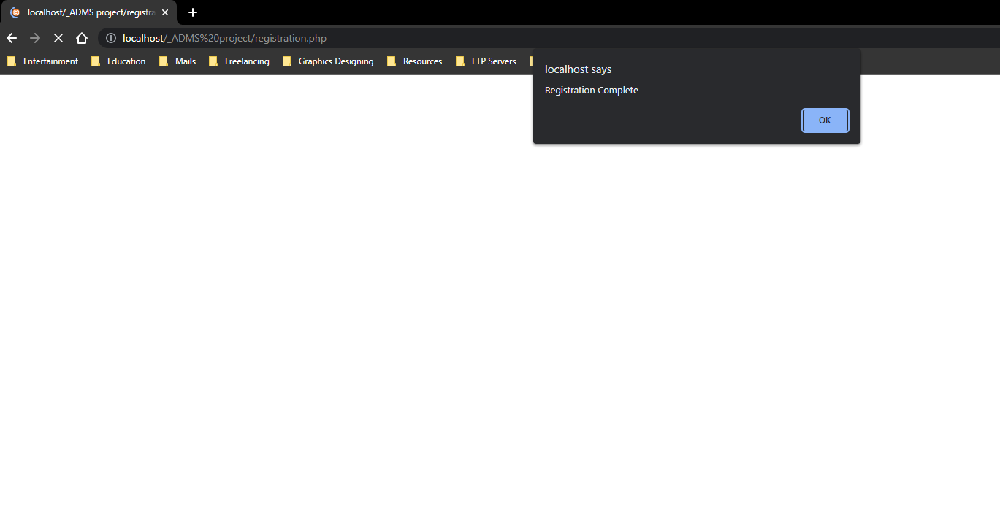 localhost/_ADMS project/registra
localhost/_ADMS%20project/registration.php
Entertainment Education Mails Freelancing Graphics Designing Resources FTP Servers
localhost says
Registration Complete
OK